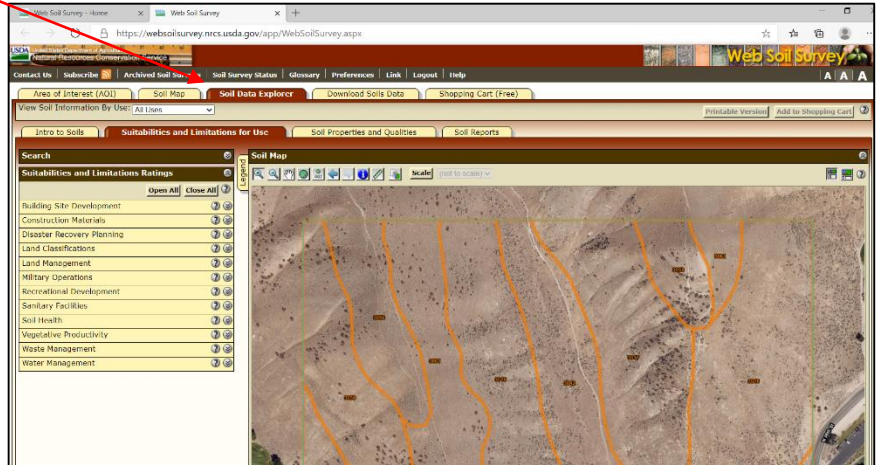 Web Soil Survey - Home
Web Soil Survey
https://websoilsurvey.nrcs.usda.gov/app/WebSoilSurvey.aspx
USDA United States Department of Agriculture
Natural Resources Conservation Service
Web Soil Survey
Contact Us Subscribe Archived Soil Surveys Soil Survey Status Glossary Preferences Link Logout Help A A A
Area of Interest (AOI) Soil Map Soil Data Explorer Download Soils Data Shopping Cart (Free)
View Soil Information By Use: All Uses Printable Version Add to Shopping Cart
Intro to Soils Suitabilities and Limitations for Use Soil Properties and Qualities Soil Reports
Search
Suitabilities and Limitations Ratings
Open All Close All
Building Site Development
Construction Materials
Disaster Recovery Planning
Land Classifications
Land Management
Military Operations
Recreational Development
Sanitary Facilities
Soil Health
Vegetative Productivity
Waste Management
Water Management
Legend
Soil Map
Scale (not to scale)